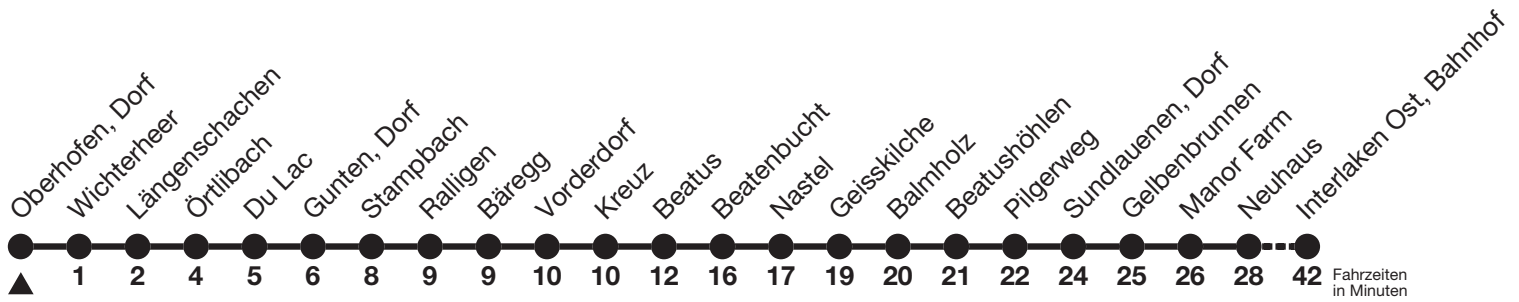 Oberhofen, Dorf
Wichterheer
Längenschachen
Örtlibach
Du Lac
Gunten, Dorf
Stampbach
Ralligen
Bäregg
Vorderdorf
Kreuz
Beatus
Beatenbucht
Nastel
Geisskilche
Balmholz
Beatushöhlen
Pilgerweg
Sundlauenen, Dorf
Gelbenbrunnen
Manor Farm
Neuhaus
Interlaken Ost, Bahnhof
1 2 4 5 6 8 9 9 10 10 12 16 17 19 20 21 22 24 25 26 28 42
Fahrzeiten
in Minuten